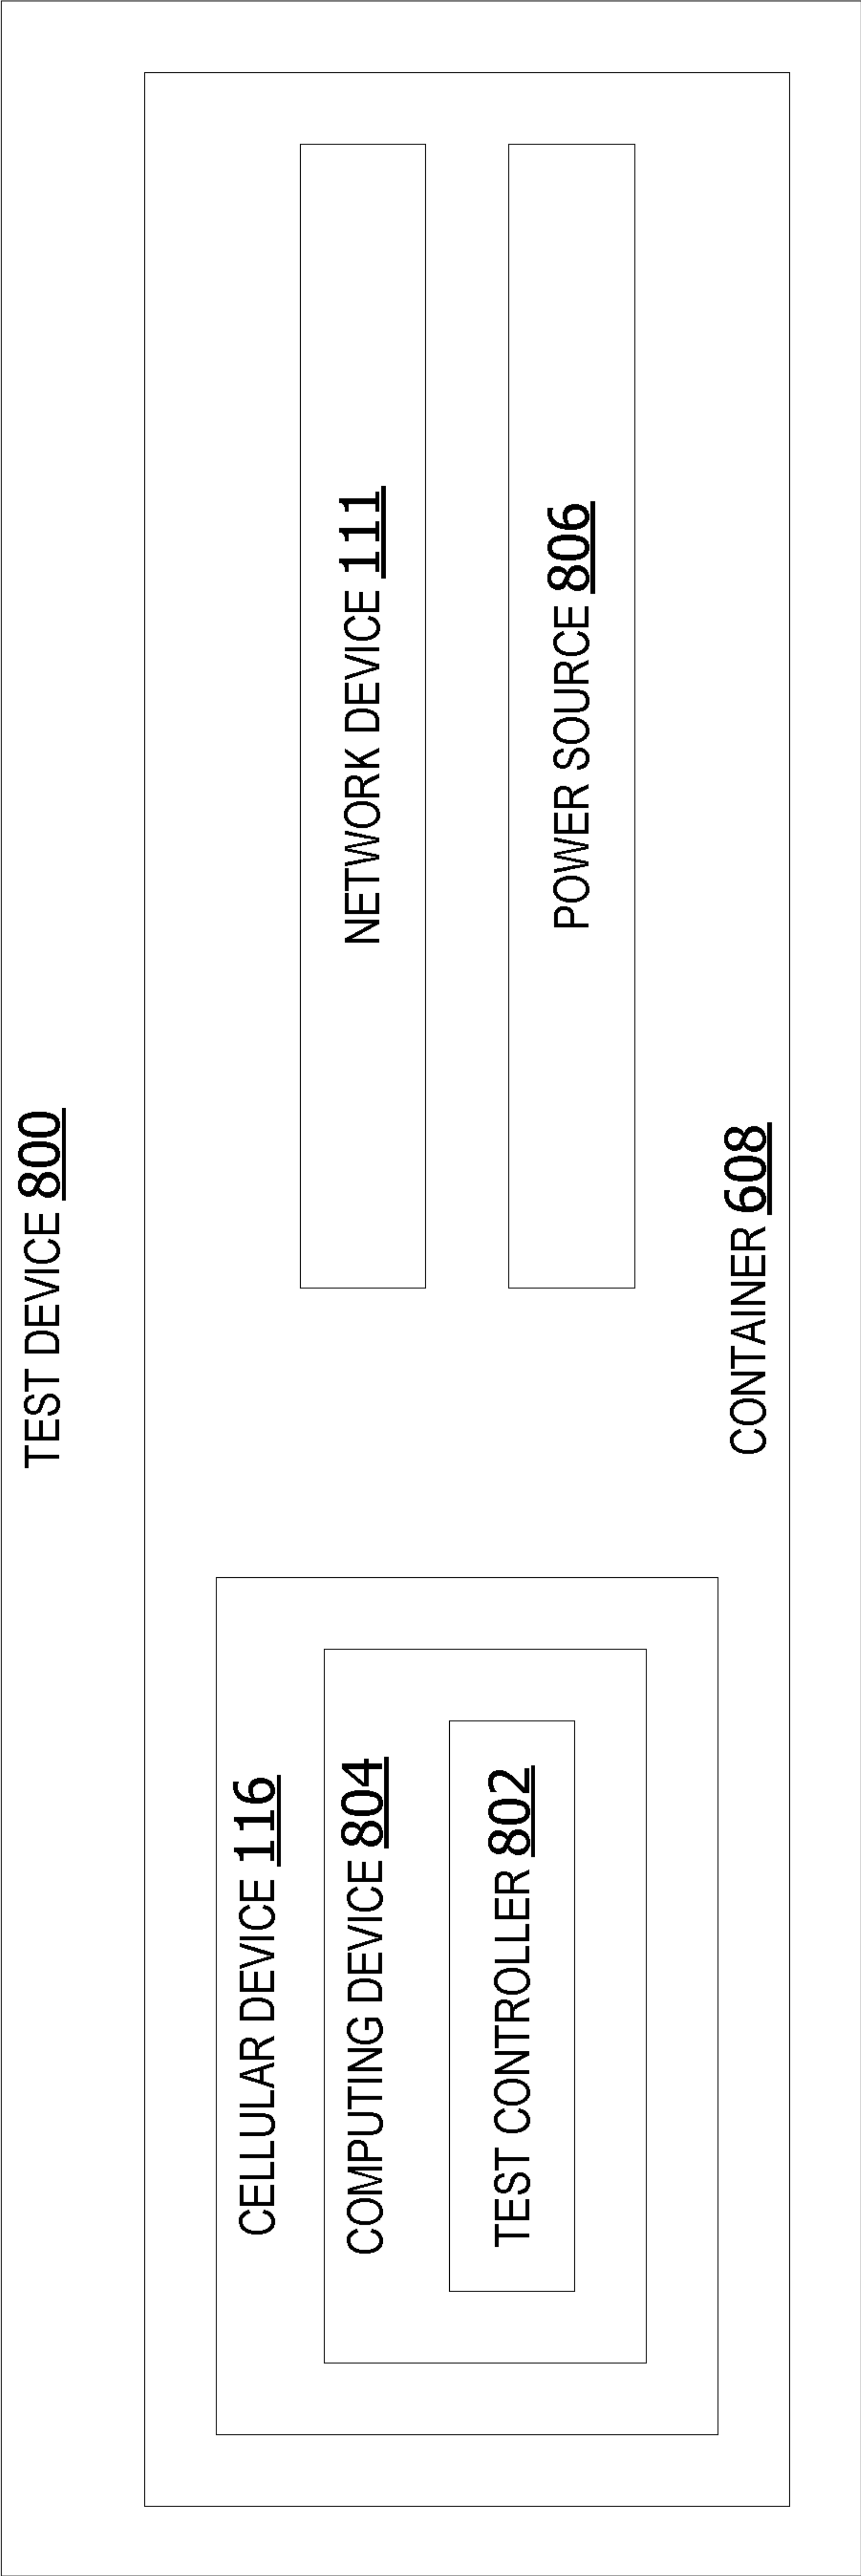 TEST DEVICE 800
CELLULAR DEVICE 116
COMPUTING DEVICE 804
TEST CONTROLLER 802
NETWORK DEVICE 111
POWER SOURCE 806
CONTAINER 608